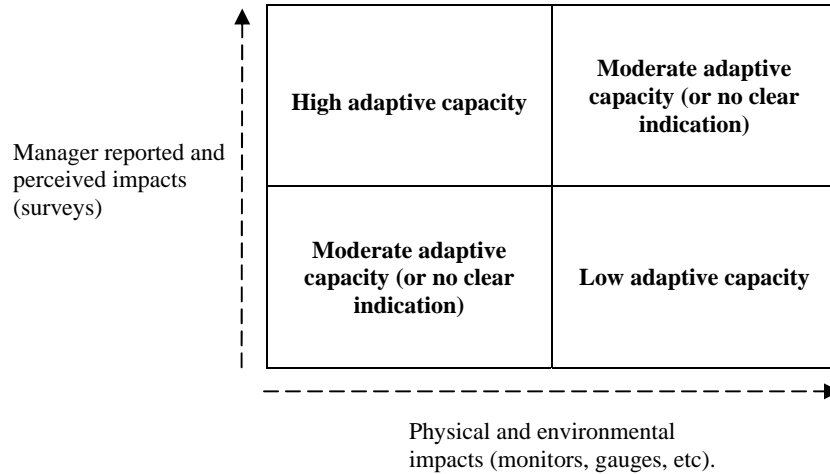 High adaptive capacity
Moderate adaptive
capacity (or no clear
indication)
Manager reported and
perceived impacts
(surveys)
Moderate adaptive
capacity (or no clear
indication)
Low adaptive capacity
Physical and environmental
impacts (monitors, gauges, etc).